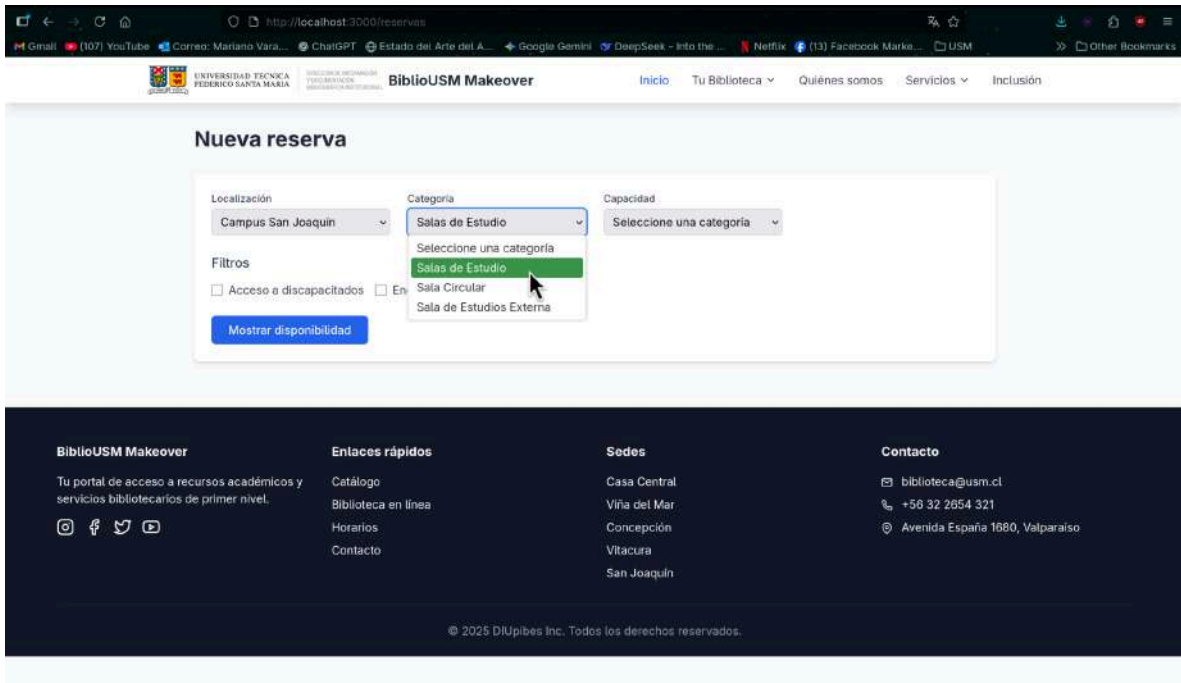 http://localhost:3000/reserves
Gmail (107) YouTube Correo: Mariano Vara... ChatGPT Estado del Arte del A... Google Gemini DeepSeek - Into the ... Netflix (13) Facebook Marke... USM Other Bookmarks
UNIVERSIDAD TECNICA
FEDERICO SANTA MARIA
BiblioUSM Makeover Inicio Tu Biblioteca Quiénes somos Servicios Inclusión
Nueva reserva
Localización Categoría Capacidad
Campus San Joaquín Salas de Estudio Seleccione una categoría
Seleccione una categoría
Filtros Salas de Estudio
Acceso a discapacitados En Sala Circular
Sala de Estudios Externa
Mostrar disponibilidad
BiblioUSM Makeover Enlaces rápidos Sedes Contacto
Tu portal de acceso a recursos académicos y Catálogo Casa Central biblioteca@usm.cl
servicios bibliotecarios de primer nivel. Biblioteca en línea Viña del Mar +56 32 2654 321
Horarios Concepción Avenida España 1680, Valparaíso
Contacto Vitacura
San Joaquín
© 2025 DIUpibes Inc. Todos los derechos reservados.